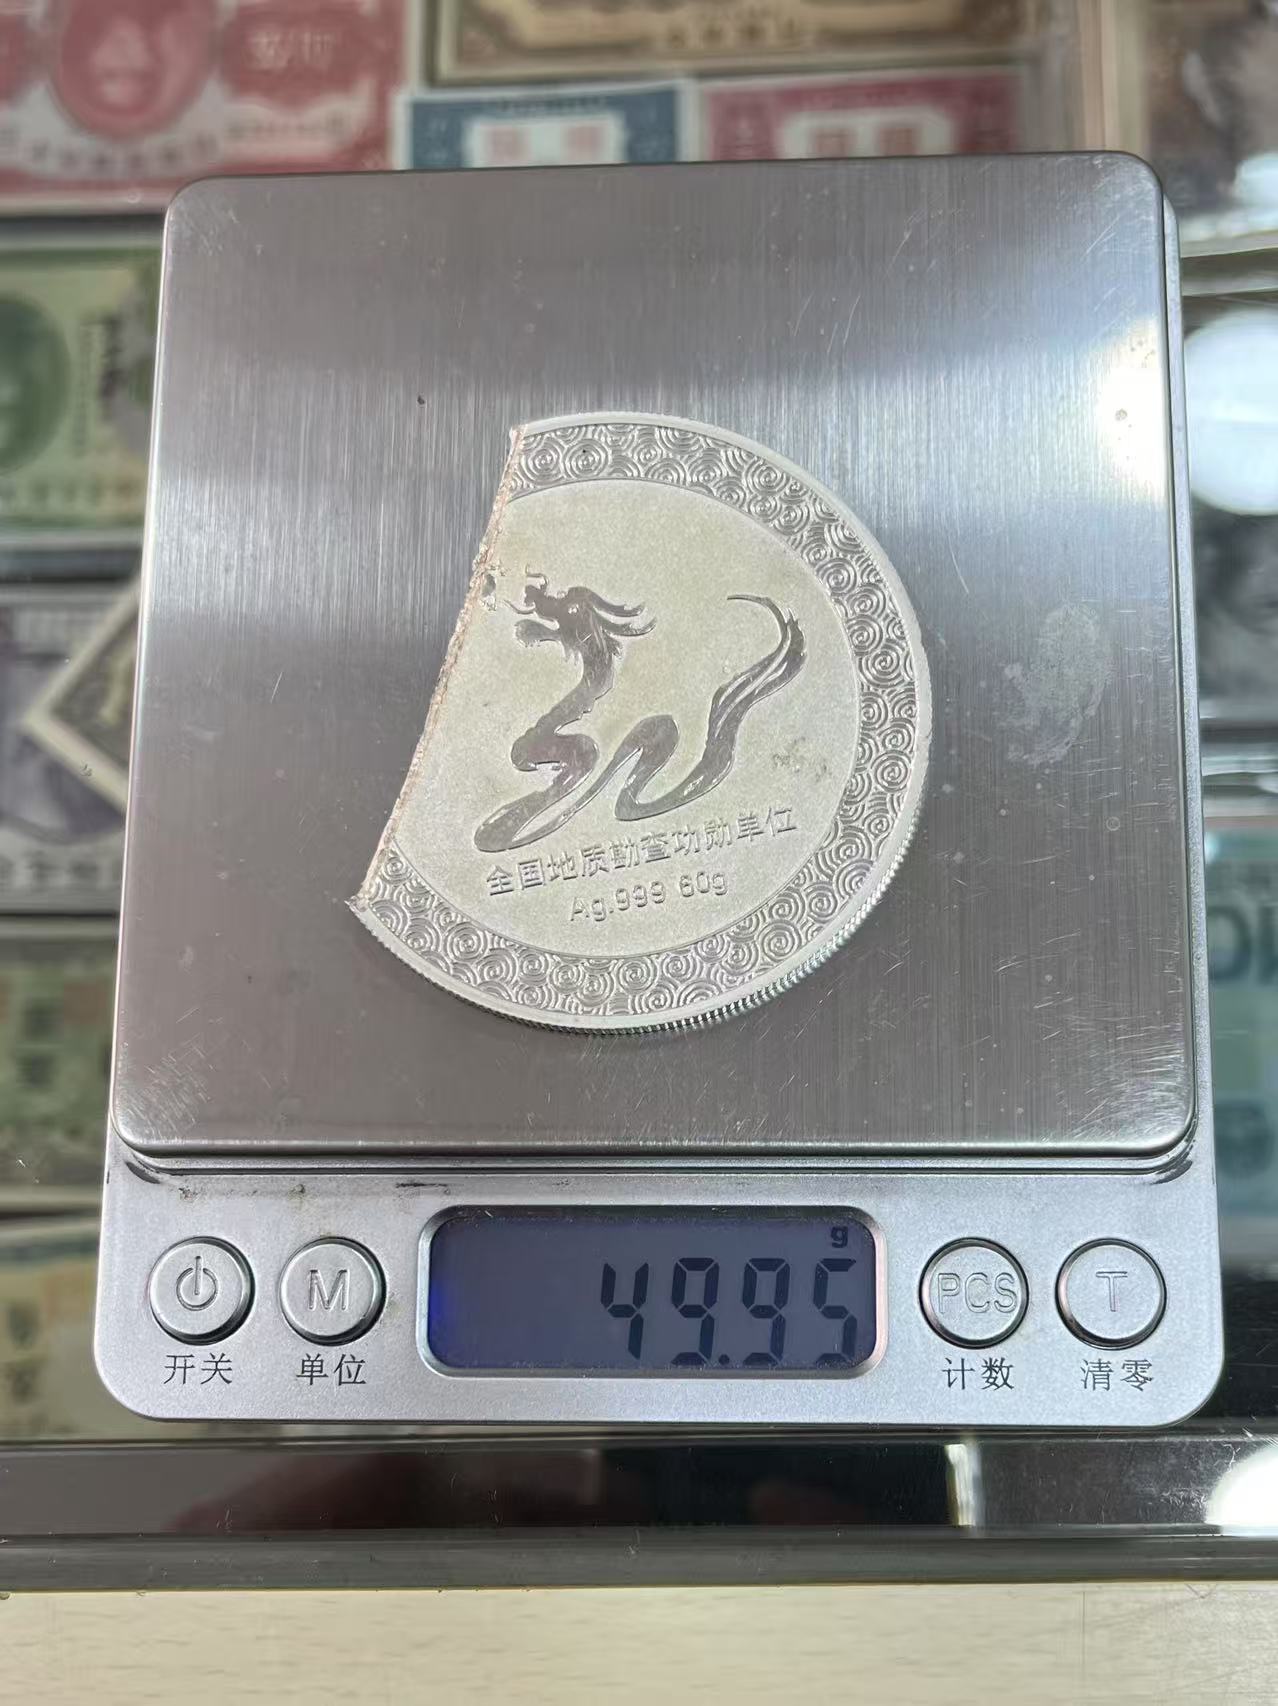 全国地质勘查功勋单位
Ag.999 60g
g
49.95
M
PCS
T
开关
单位
计数
清零